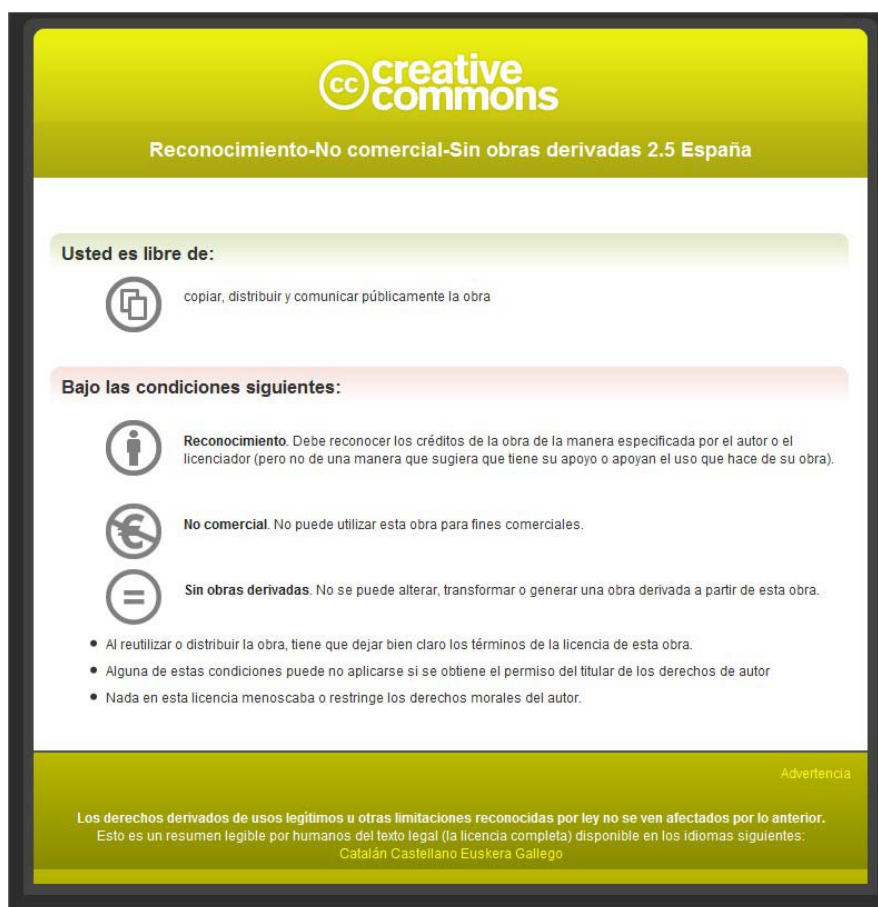 cc creative
commons
Reconocimiento-No comercial-Sin obras derivadas 2.5 España
Usted es libre de:
copiar, distribuir y comunicar públicamente la obra
Bajo las condiciones siguientes:
Reconocimiento. Debe reconocer los créditos de la obra de la manera especificada por el autor o el
licenciador (pero no de una manera que sugiera que tiene su apoyo o apoyan el uso que hace de su obra).
No comercial. No puede utilizar esta obra para fines comerciales.
Sin obras derivadas. No se puede alterar, transformar o generar una obra derivada a partir de esta obra.
• Al reutilizar o distribuir la obra, tiene que dejar bien claro los términos de la licencia de esta obra.
• Alguna de estas condiciones puede no aplicarse si se obtiene el permiso del titular de los derechos de autor
• Nada en esta licencia menoscaba o restringe los derechos morales del autor.
Advertencia
Los derechos derivados de usos legítimos u otras limitaciones reconocidas por ley no se ven afectados por lo anterior.
Esto es un resumen legible por humanos del texto legal (la licencia completa) disponible en los idiomas siguientes:
Catalán Castellano Euskera Gallego